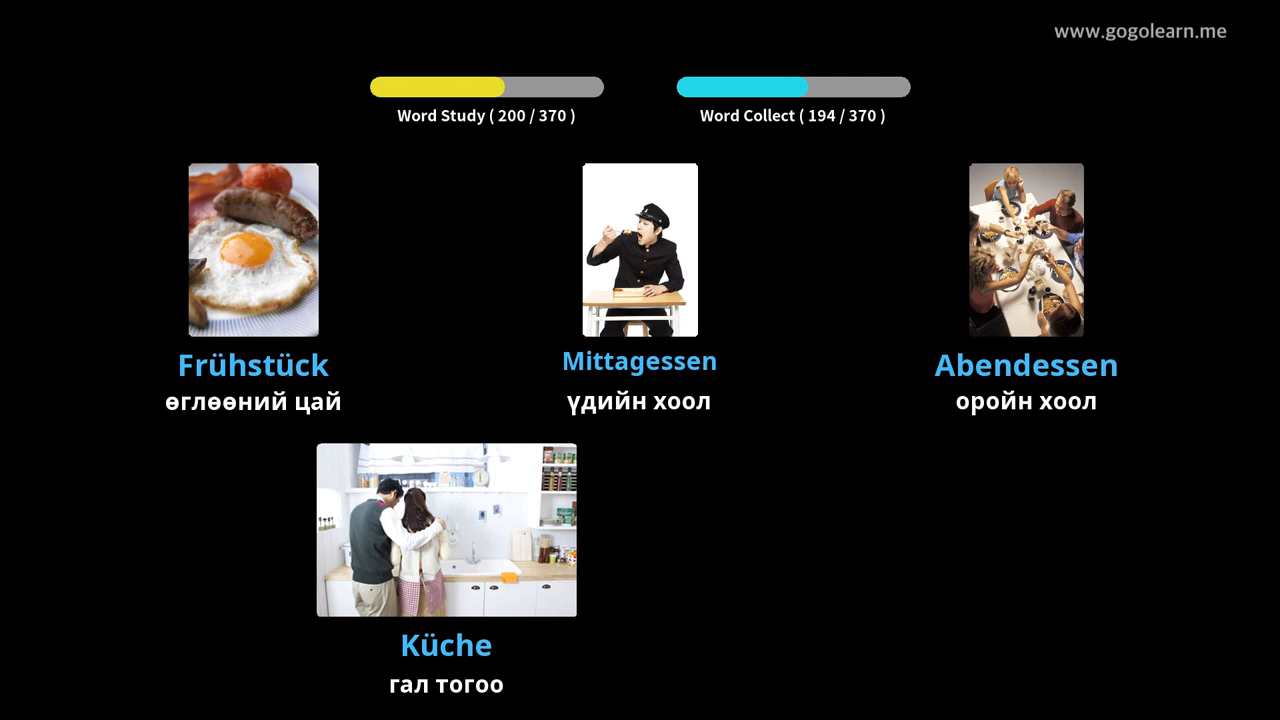 www.gogolearn.me
Word Study ( 200 / 370 )
Word Collect ( 194 / 370 )
Frühstück
өглөөний цай
Mittagessen
үдийн хоол
Abendessen
оройн хоол
Küche
гал тогоо